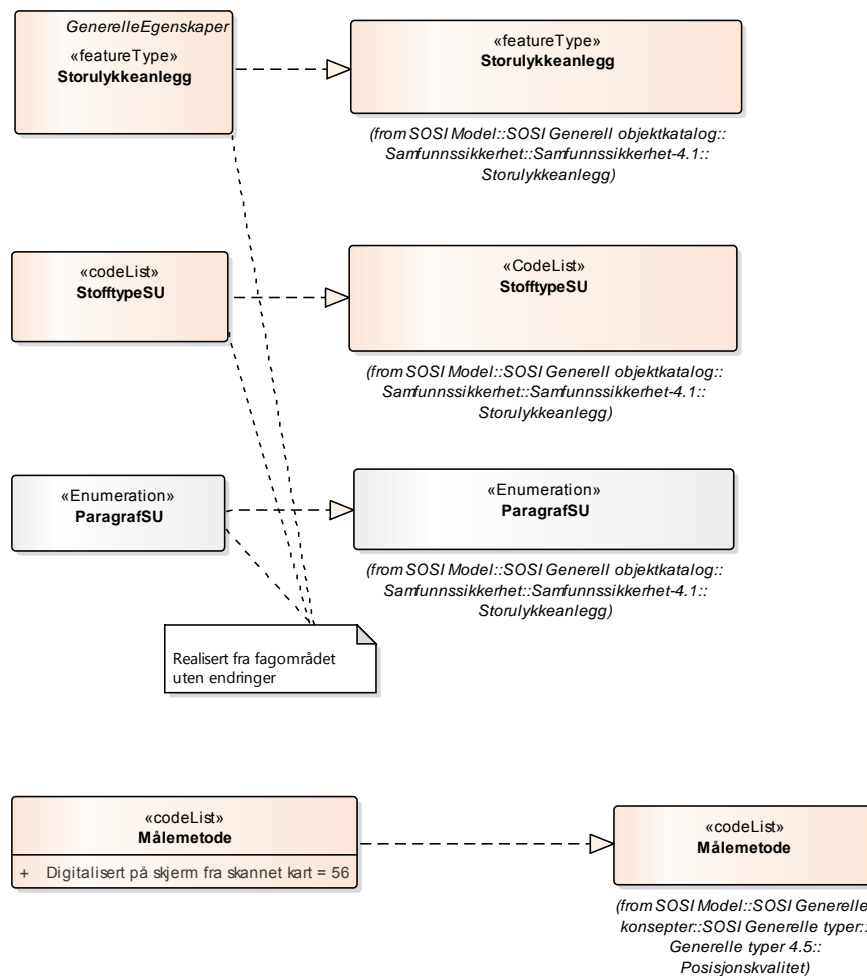 GenerelleEgenskaper
«featureType»
Storulykkeanlegg
«featureType»
Storulykkeanlegg
(from SOSI Model::SOSI Generell objektkatalog::
Samfunnssikkerhet::Samfunnssikkerhet-4.1::
Storulykkeanlegg)
«codeList»
StofftypeSU
«CodeList»
StofftypeSU
(from SOSI Model::SOSI Generell objektkatalog::
Samfunnssikkerhet::Samfunnssikkerhet-4.1::
Storulykkeanlegg)
«Enumeration»
ParagrafSU
«Enumeration»
ParagrafSU
(from SOSI Model::SOSI Generell objektkatalog::
Samfunnssikkerhet::Samfunnssikkerhet-4.1::
Storulykkeanlegg)
Realisert fra fagområdet
uten endringer
«codeList»
Målemetode
+ Digitalisert på skjerm fra skannet kart = 56
«codeList»
Målemetode
(from SOSI Model::SOSI Generelle
konsepter::SOSI Generelle typer::
Generelle typer 4.5::
Posisjonskvalitet)